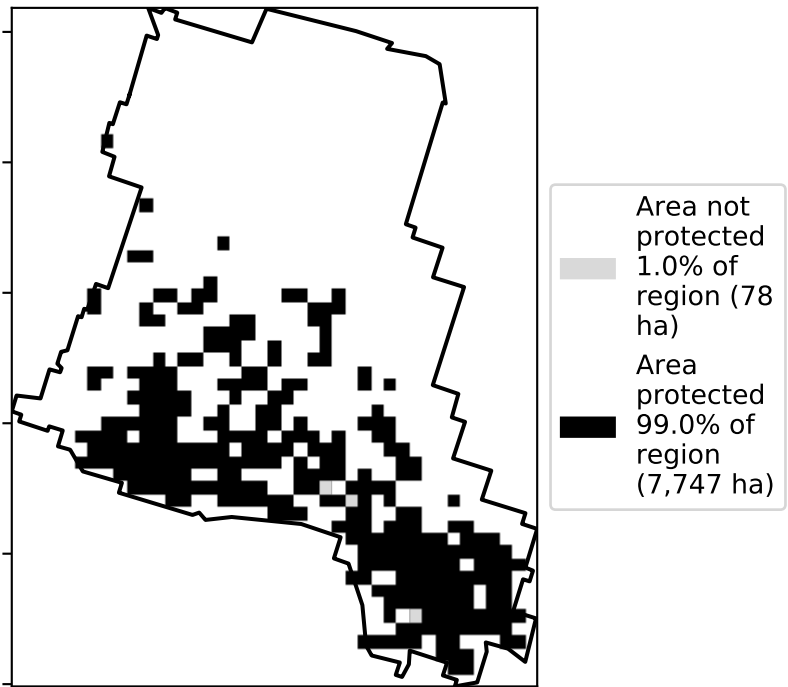 Area not
protected
1.0% of
region (78
ha)
Area
protected
99.0% of
region
(7,747 ha)